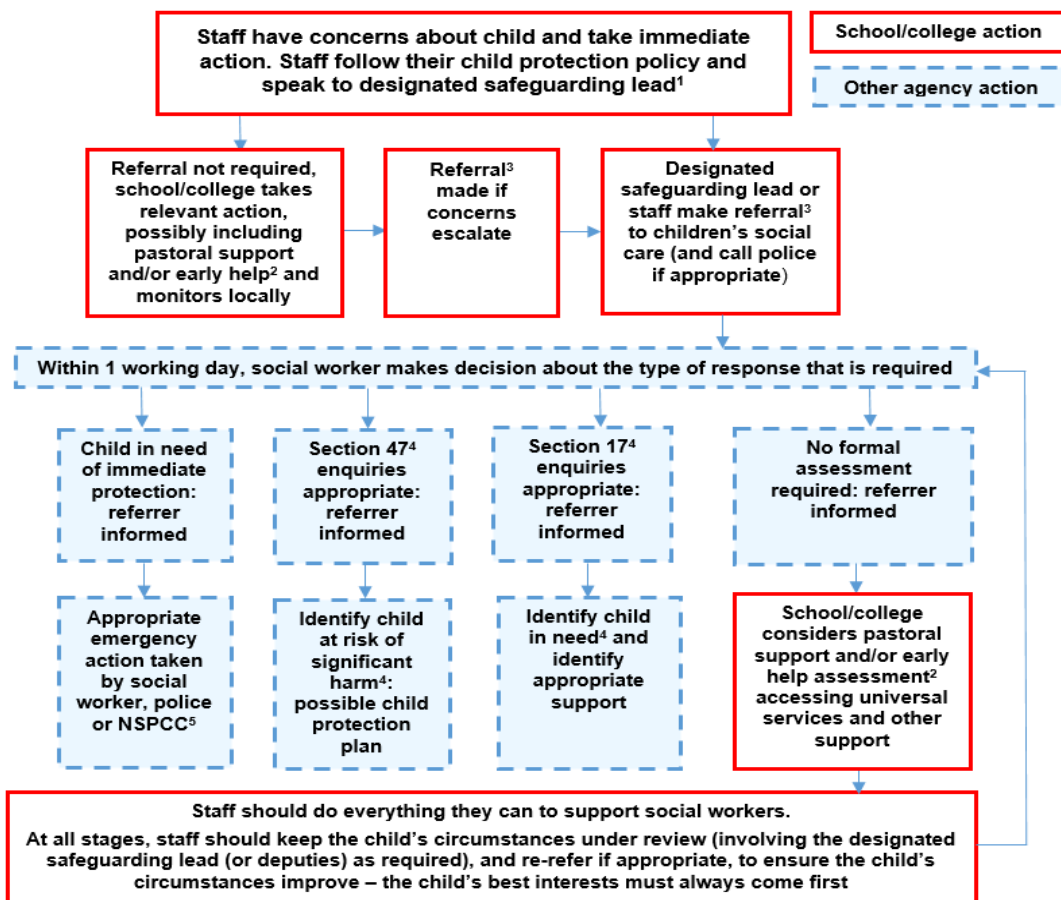 Staff have concerns about child and take immediate
action. Staff follow their child protection policy and
speak to designated safeguarding lead¹
School/college action
Other agency action
Referral not required,
school/college takes
relevant action,
possibly including
pastoral support
and/or early help² and
monitors locally
Referral³
made if
concerns
escalate
Designated
safeguarding lead or
staff make referral³
to children’s social
care (and call police
if appropriate)
Within 1 working day, social worker makes decision about the type of response that is required
Child in need
of immediate
protection:
referrer
informed
Section 47⁴
enquiries
appropriate:
referrer
informed
Section 17⁴
enquiries
appropriate:
referrer
informed
No formal
assessment
required: referrer
informed
Appropriate
emergency
action taken
by social
worker, police
or NSPCC⁵
Identify child
at risk of
significant
harm⁴:
possible child
protection
plan
Identify child
in need⁴ and
identify
appropriate
support
School/college
considers pastoral
support and/or early
help assessment²
accessing universal
services and other
support
Staff should do everything they can to support social workers.
At all stages, staff should keep the child’s circumstances under review (involving the designated
safeguarding lead (or deputies) as required), and re-refer if appropriate, to ensure the child’s
circumstances improve – the child’s best interests must always come first